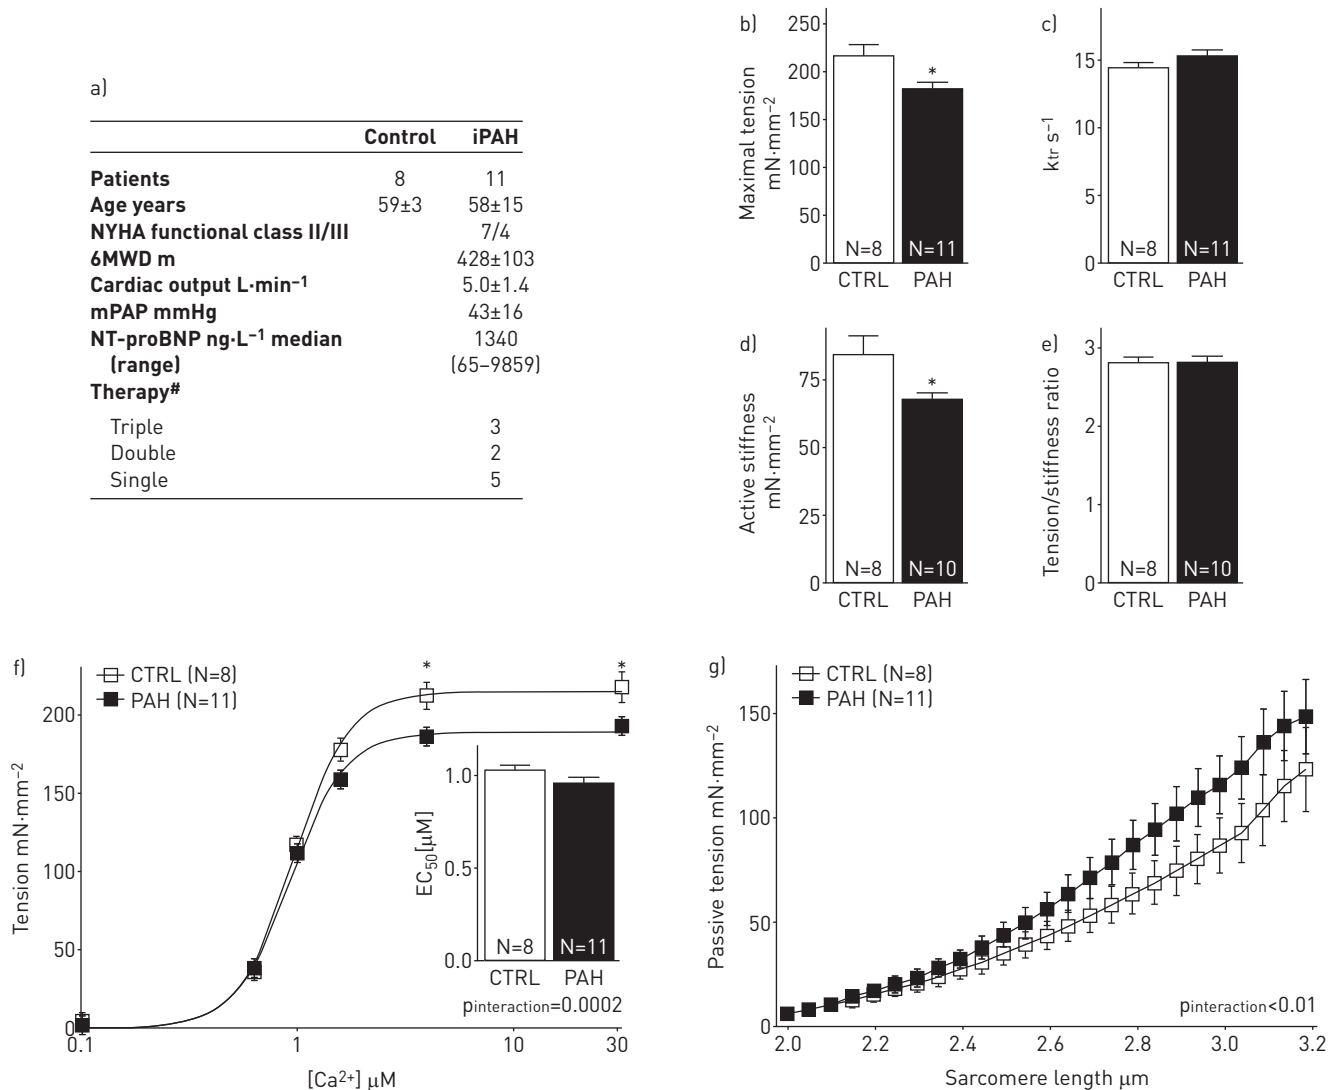 a)
Control iPAH
Patients 8 11
Age years 59±3 58±15
NYHA functional class II/III 7/4
6MWD m 428±103
Cardiac output L·min⁻¹ 5.0±1.4
mPAP mmHg 43±16
NT-proBNP ng·L⁻¹ median 1340
(range) (65–9859)
Therapy#
Triple 3
Double 2
Single 5
b)
Maximal tension
mN·mm⁻²
250
200
150
100
50
0
*
N=8 N=11
CTRL PAH
c)
ktr s⁻¹
15
10
5
0
N=8 N=11
CTRL PAH
d)
Active stiffness
mN·mm⁻²
75
50
25
0
*
N=8 N=10
CTRL PAH
e)
Tension/stiffness ratio
3
2
1
0
N=8 N=10
CTRL PAH
f)
CTRL (N=8)
PAH (N=11)
* *
Tension mN·mm⁻²
200
150
100
50
0
0.1 1 10 30
[Ca²⁺] µM
EC₅₀[µM]
1.0
0.5
0.0
N=8 N=11
CTRL PAH
pinteraction=0.0002
g)
CTRL (N=8)
PAH (N=11)
Passive tension mN·mm⁻²
150
100
50
0
pinteraction<0.01
2.0 2.2 2.4 2.6 2.8 3.0 3.2
Sarcomere length µm